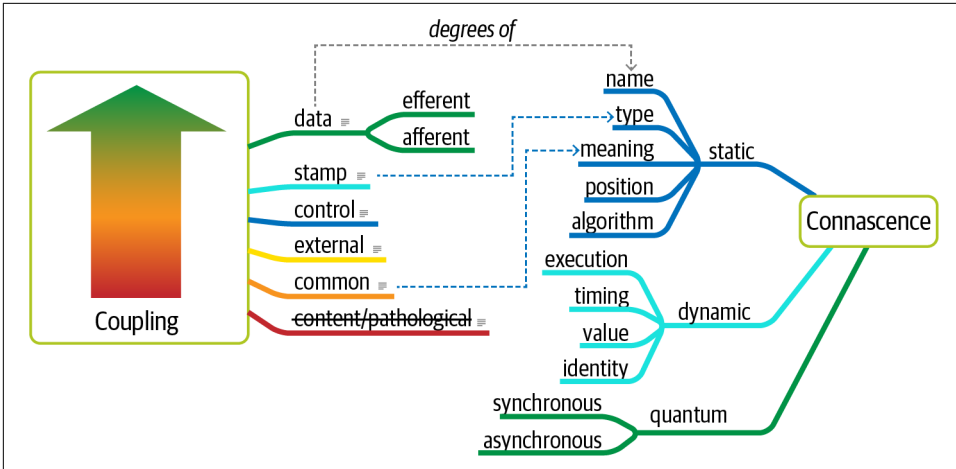 degrees of
Coupling
data
efferent
afferent
stamp
control
external
common
content/pathological
name
type
meaning
position
algorithm
static
execution
timing
value
identity
dynamic
synchronous
asynchronous
quantum
Connascence